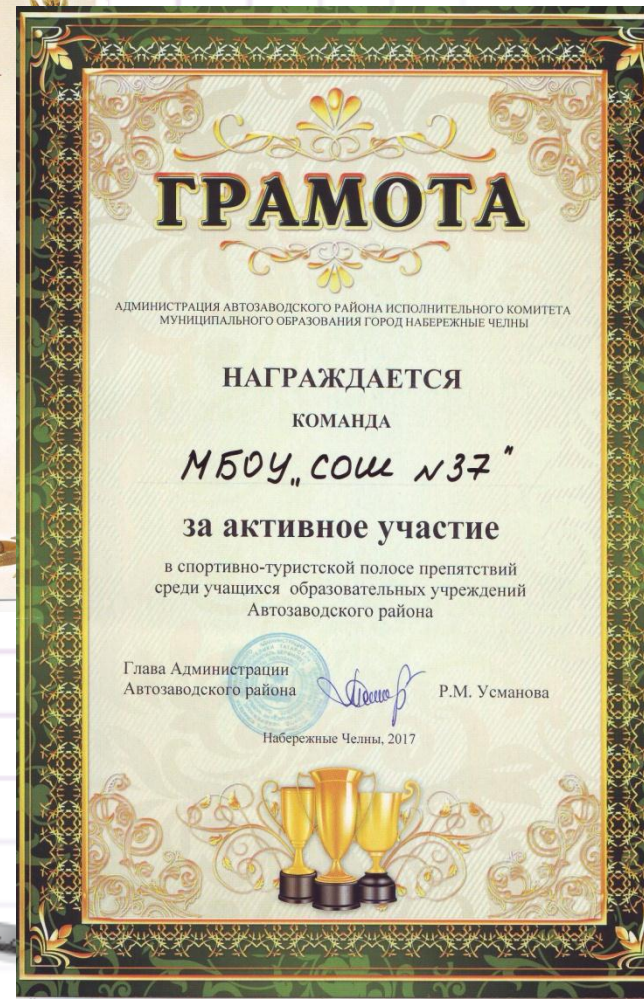 ГРАМОТА
АДМИНИСТРАЦИЯ АВТОЗАВОДСКОГО РАЙОНА ИСПОЛНИТЕЛЬНОГО КОМИТЕТА
МУНИЦИПАЛЬНОГО ОБРАЗОВАНИЯ ГОРОД НАБЕРЕЖНЫЕ ЧЕЛНЫ
НАГРАЖДАЕТСЯ
КОМАНДА
МБОУ „СОШ №37"
за активное участие
в спортивно-туристской полосе препятствий
среди учащихся образовательных учреждений
Автозаводского района
Глава Администрации
Автозаводского района Р.М. Усманова
Набережные Челны, 2017